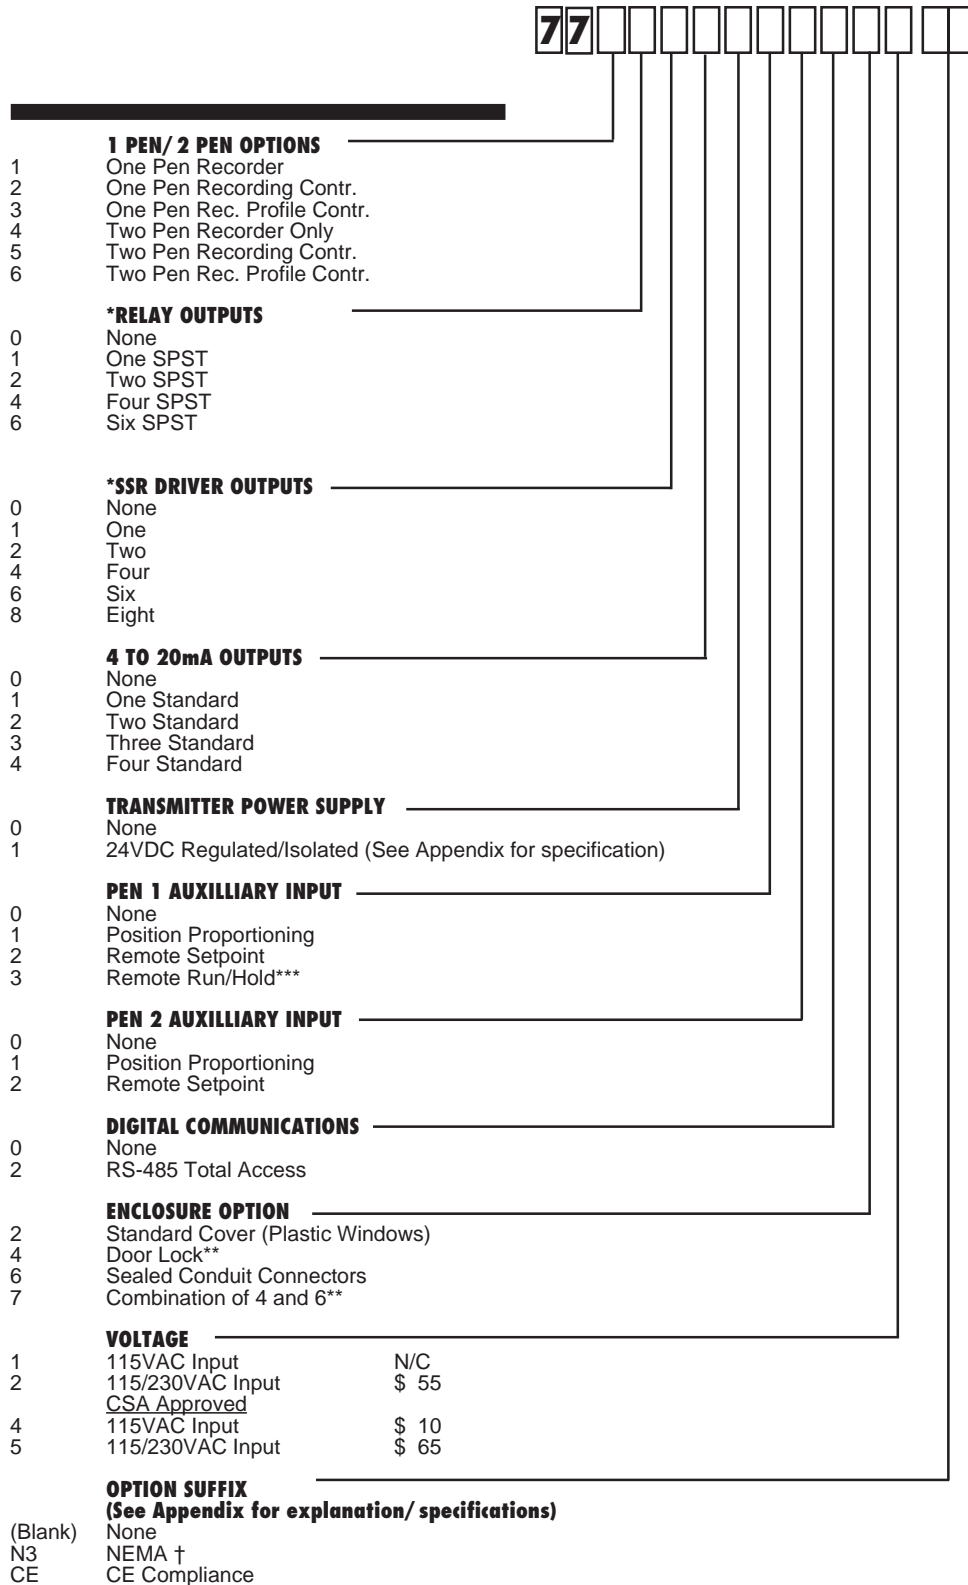 77
1 PEN/ 2 PEN OPTIONS
1 One Pen Recorder
2 One Pen Recording Contr.
3 One Pen Rec. Profile Contr.
4 Two Pen Recorder Only
5 Two Pen Recording Contr.
6 Two Pen Rec. Profile Contr.
*RELAY OUTPUTS
0 None
1 One SPST
2 Two SPST
4 Four SPST
6 Six SPST
*SSR DRIVER OUTPUTS
0 None
1 One
2 Two
4 Four
6 Six
8 Eight
4 TO 20mA OUTPUTS
0 None
1 One Standard
2 Two Standard
3 Three Standard
4 Four Standard
TRANSMITTER POWER SUPPLY
0 None
1 24VDC Regulated/Isolated (See Appendix for specification)
PEN 1 AUXILLIARY INPUT
0 None
1 Position Proportioning
2 Remote Setpoint
3 Remote Run/Hold***
PEN 2 AUXILLIARY INPUT
0 None
1 Position Proportioning
2 Remote Setpoint
DIGITAL COMMUNICATIONS
0 None
2 RS-485 Total Access
ENCLOSURE OPTION
2 Standard Cover (Plastic Windows)
4 Door Lock**
6 Sealed Conduit Connectors
7 Combination of 4 and 6**
VOLTAGE
1 115VAC Input N/C
2 115/230VAC Input $ 55
CSA Approved
4 115VAC Input $ 10
5 115/230VAC Input $ 65
OPTION SUFFIX
(See Appendix for explanation/ specifications)
(Blank) None
N3 NEMA †
CE CE Compliance